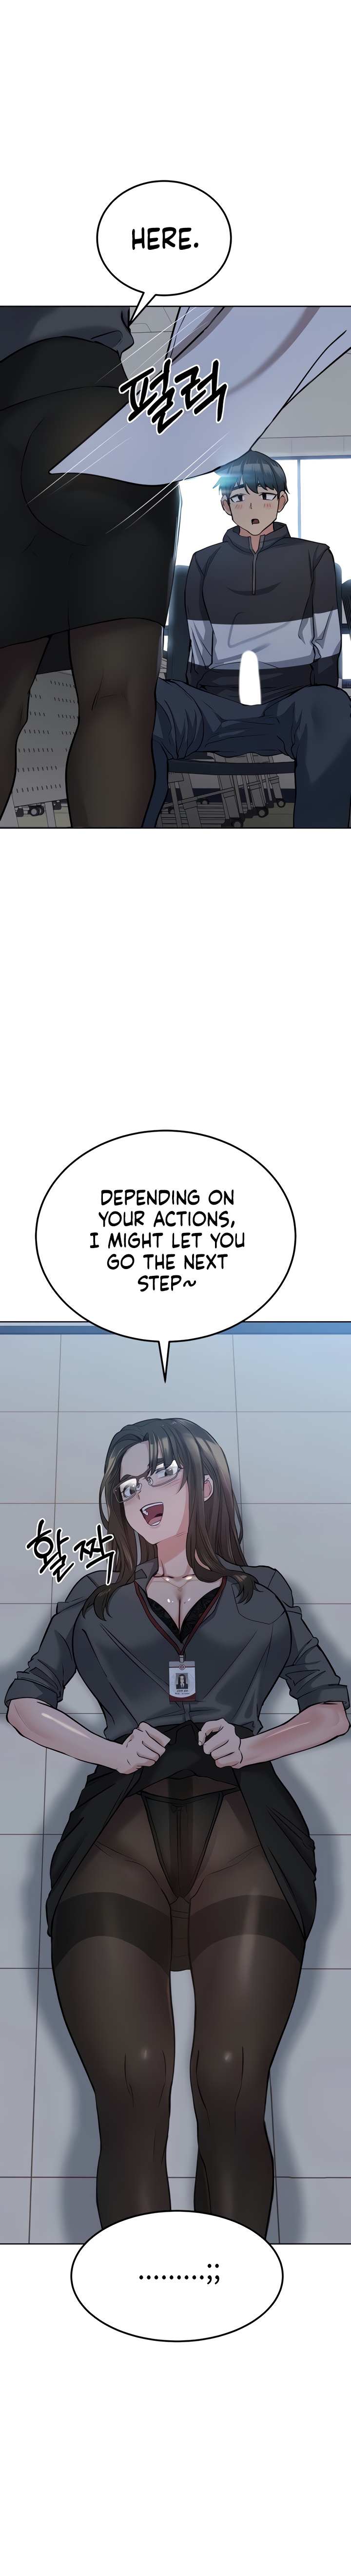 HERE.
펄럭
DEPENDING ON
YOUR ACTIONS,
I MIGHT LET YOU
GO THE NEXT
STEP~
활짝
.........;;